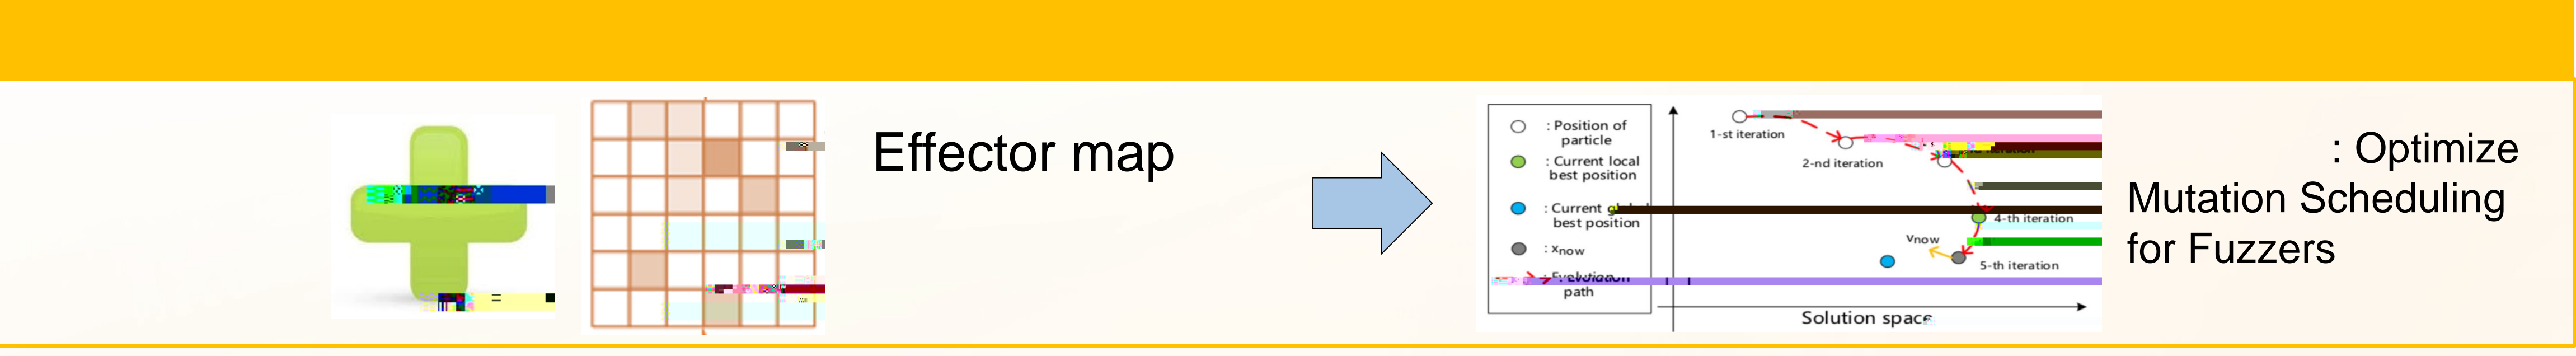 Effector map
: Position of
particle
: Current local
best position
: Current
best position
: xnow
path
1-st iteration
2-nd iteration
4-th iteration
vnow
5-th iteration
Solution space
: Optimize
Mutation Scheduling
for Fuzzers